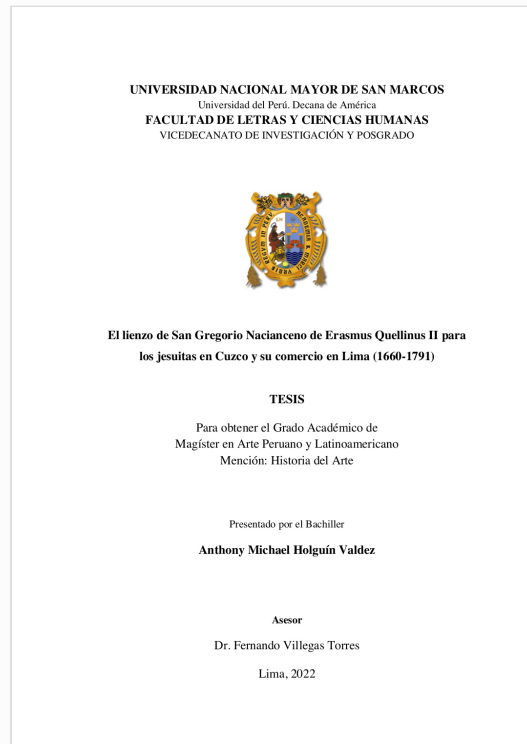 UNIVERSIDAD NACIONAL MAYOR DE SAN MARCOS
Universidad del Perú. Decana de América
FACULTAD DE LETRAS Y CIENCIAS HUMANAS
VICEDECANATO DE INVESTIGACIÓN Y POSGRADO
El lienzo de San Gregorio Nacianceno de Erasmus Quellinus II para
los jesuitas en Cuzco y su comercio en Lima (1660-1791)
TESIS
Para obtener el Grado Académico de
Magíster en Arte Peruano y Latinoamericano
Mención: Historia del Arte
Presentado por el Bachiller
Anthony Michael Holguín Valdez
Asesor
Dr. Fernando Villegas Torres
Lima, 2022